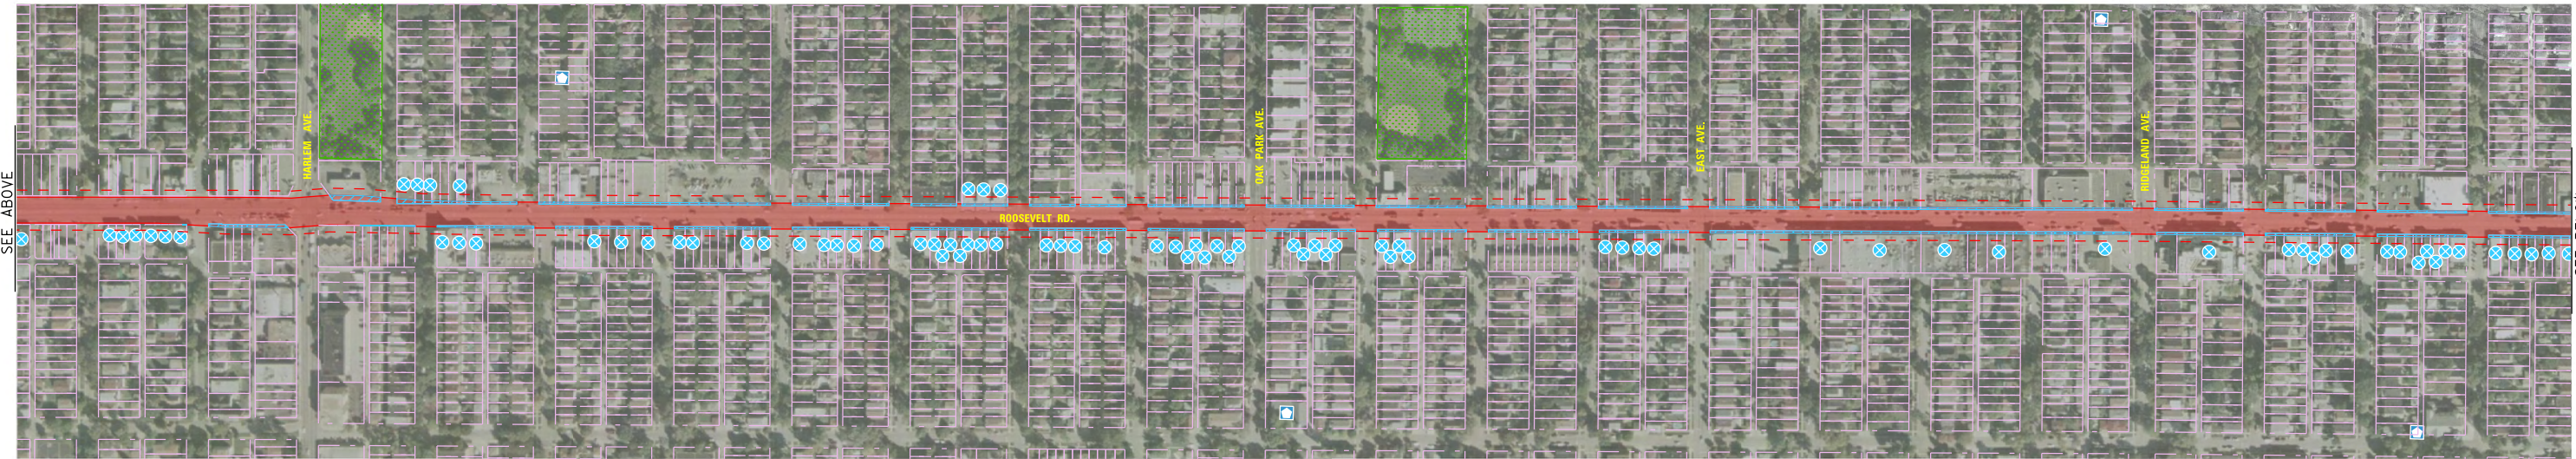 SEE ABOVE
HARLEM AVE.
ROOSEVELT RD.
OAK PARK AVE.
EAST AVE.
RIDGELAND AVE.